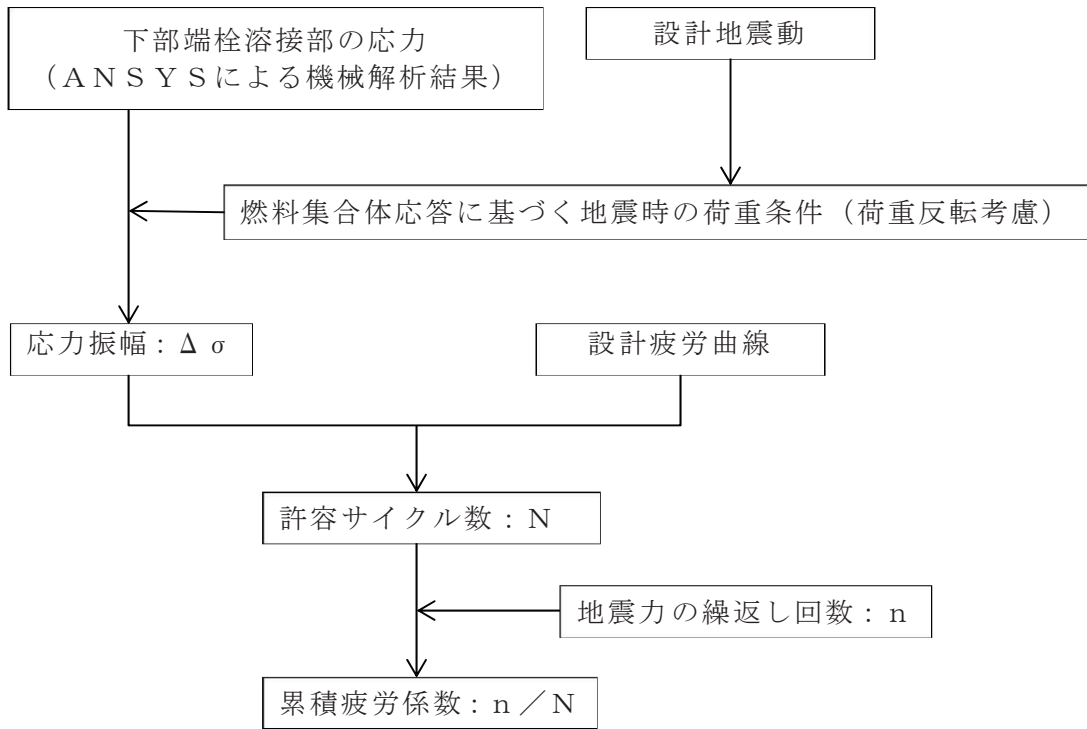 下部端栓溶接部の応力
（ＡＮＳＹＳによる機械解析結果）
設計地震動
燃料集合体応答に基づく地震時の荷重条件（荷重反転考慮）
応力振幅：Δσ
設計疲労曲線
許容サイクル数：Ｎ
地震力の繰返し回数：ｎ
累積疲労係数：ｎ／Ｎ